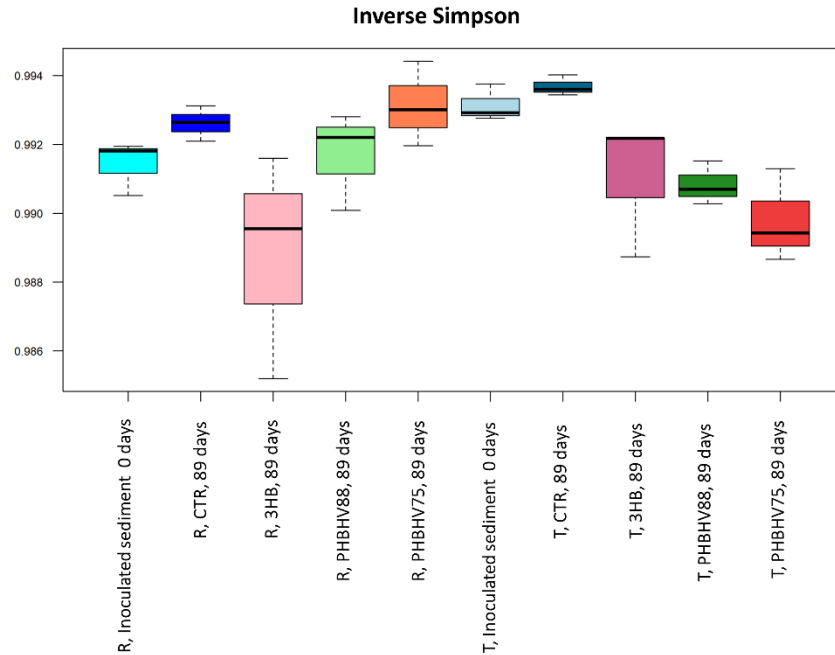 Inverse Simpson
0.994
0.992
0.990
0.988
0.986
R, Inoculated sediment  0 days
R, CTR, 89 days
R, 3HB, 89 days
R, PHBHV88, 89 days
R, PHBHV75, 89 days
T, Inoculated sediment  0 days
T, CTR, 89 days
T, 3HB, 89 days
T, PHBHV88, 89 days
T, PHBHV75, 89 days